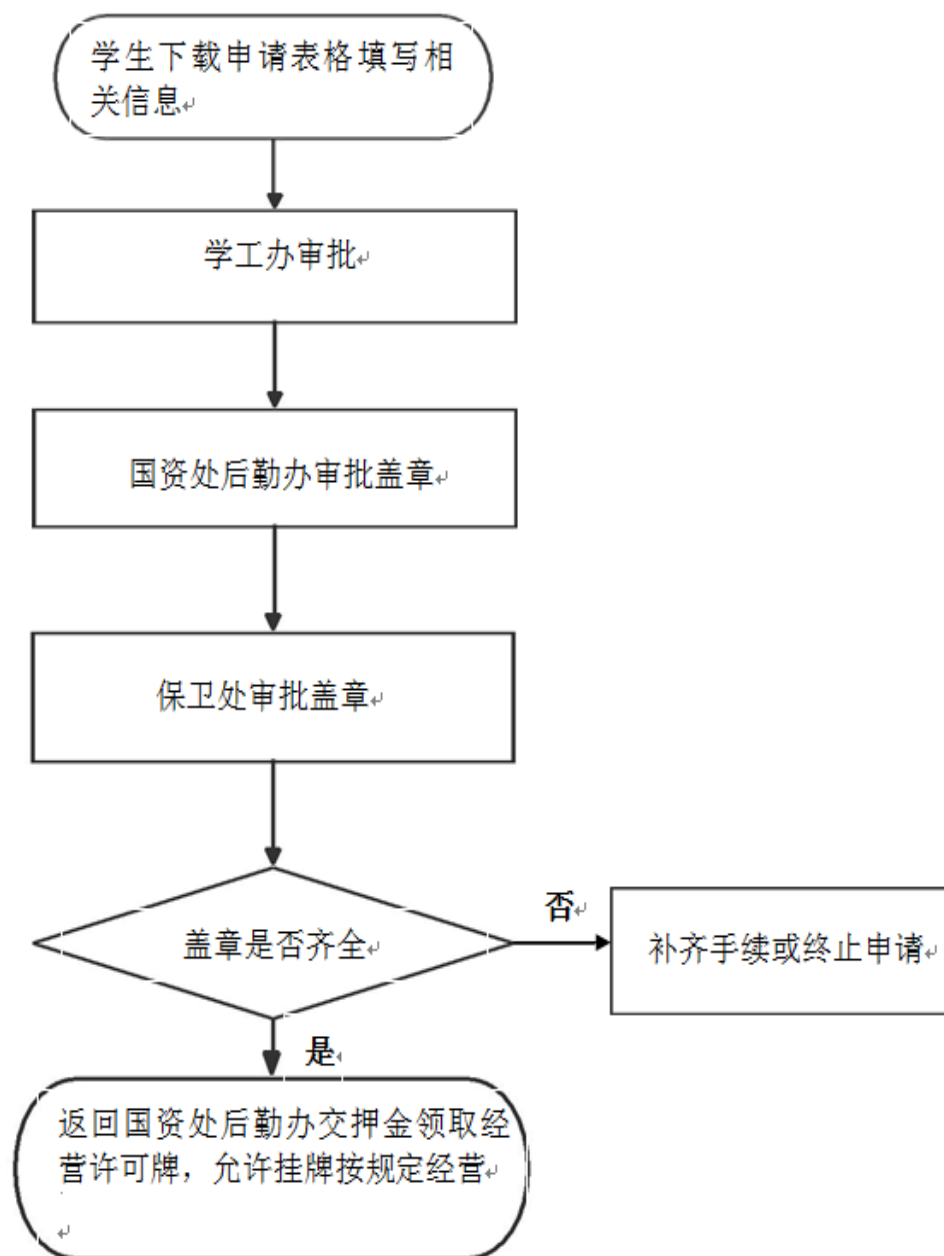 学生下载申请表格填写相
关信息
学工办审批
国资处后勤办审批盖章
保卫处审批盖章
盖章是否齐全
否
补齐手续或终止申请
是
返回国资处后勤办交押金领取经
营许可牌，允许挂牌按规定经营